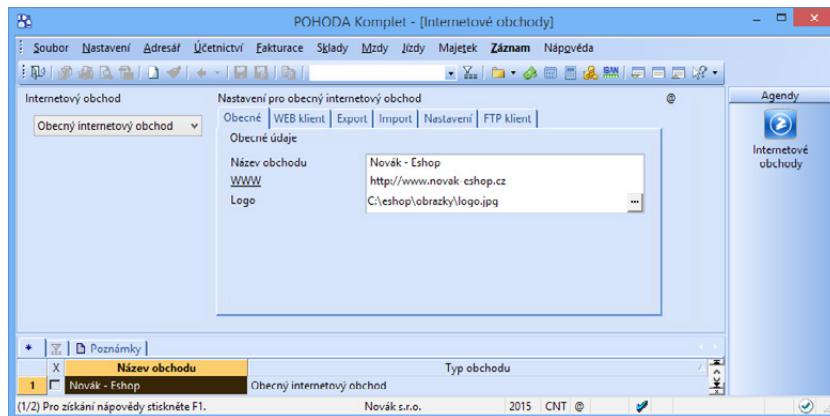 POHODA Komplet - [Internetové obchody]
Soubor Nastavení Adresář Účetnictví Fakturace Sklady Mzdy Jízdy Majetek Záznam Nápověda
Internetový obchod
Obecný internetový obchod
Nastavení pro obecný internetový obchod @
Obecné WEB klient Export Import Nastavení FTP klient
Obecné údaje
Název obchodu Novák - Eshop
WWW http://www.novak-eshop.cz
Logo C:\eshop\obrazky\logo.jpg ...
Agendy
Internetové
obchody
* Poznámky
X Název obchodu Typ obchodu
1 Novák - Eshop Obecný internetový obchod
(1/2) Pro získání nápovědy stiskněte F1. Novák s.r.o. 2015 CNT @